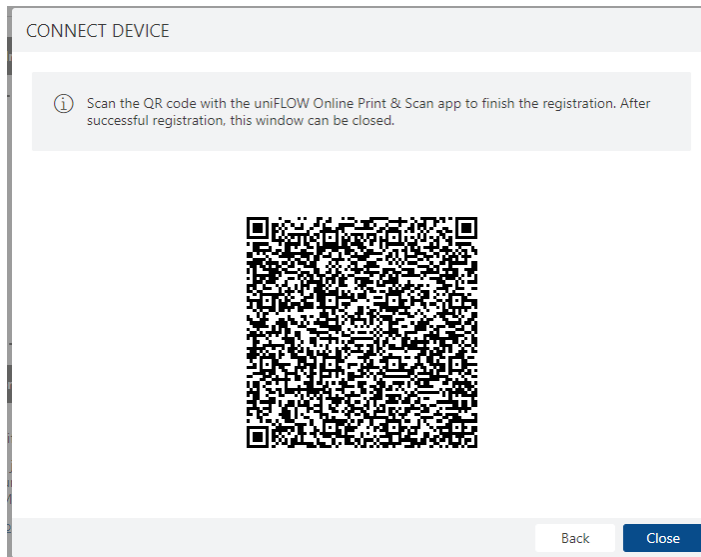 CONNECT DEVICE
Scan the QR code with the uniFLOW Online Print & Scan app to finish the registration. After
successful registration, this window can be closed.
Back
Close